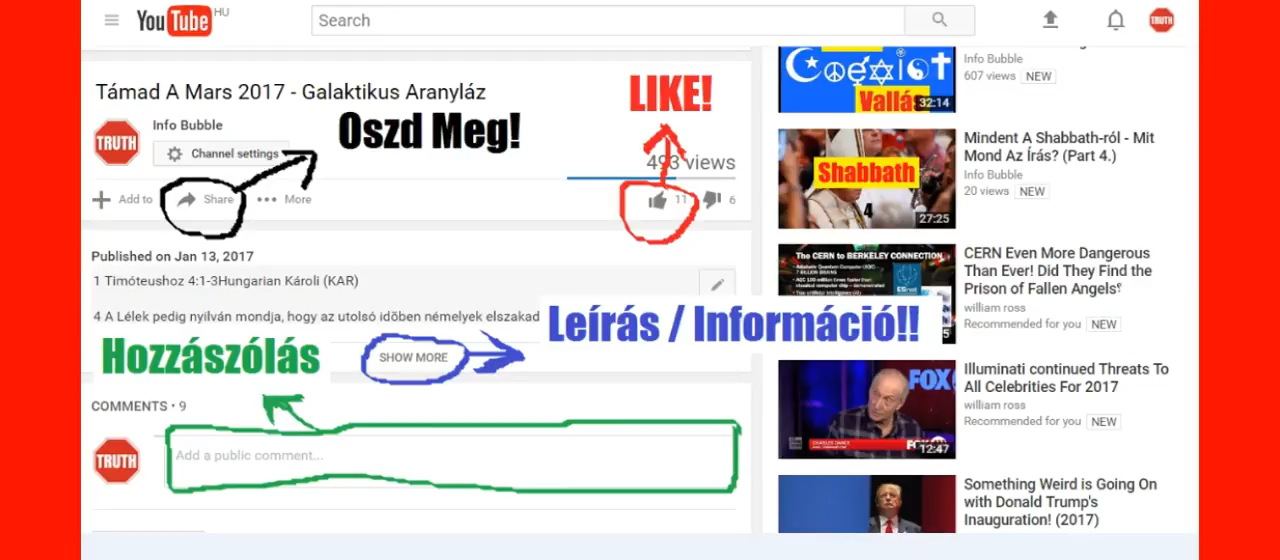 YouTube HU
Search
TRUTH
Támad A Mars 2017 - Galaktikus Aranyláz
LIKE!
TRUTH
Info Bubble
Channel settings
Oszd Meg!
493 views
Add to
Share
More
11
6
Published on Jan 13, 2017
1 Timóteushoz 4:1-3Hungarian Károli (KAR)
4 A Lélek pedig nyilván mondja, hogy az utolsó időben némelyek elszakad
Leírás / Információ!!
Hozzászólás
SHOW MORE
COMMENTS • 9
TRUTH
Add a public comment...
Coexist
Vallás
32:14
Info Bubble
607 views NEW
Shabbath
4
27:25
Mindent A Shabbath-ról - Mit
Mond Az Írás? (Part 4.)
Info Bubble
20 views NEW
The CERN to BERKELEY CONNECTION
ESnet
5
CERN Even More Dangerous
Than Ever! Did They Find the
Prison of Fallen Angels‽
william ross
Recommended for you NEW
FOX
CHARLES DANCE
12:47
Illuminati continued Threats To
All Celebrities For 2017
william ross
Recommended for you NEW
Something Weird is Going On
with Donald Trump's
Inauguration! (2017)